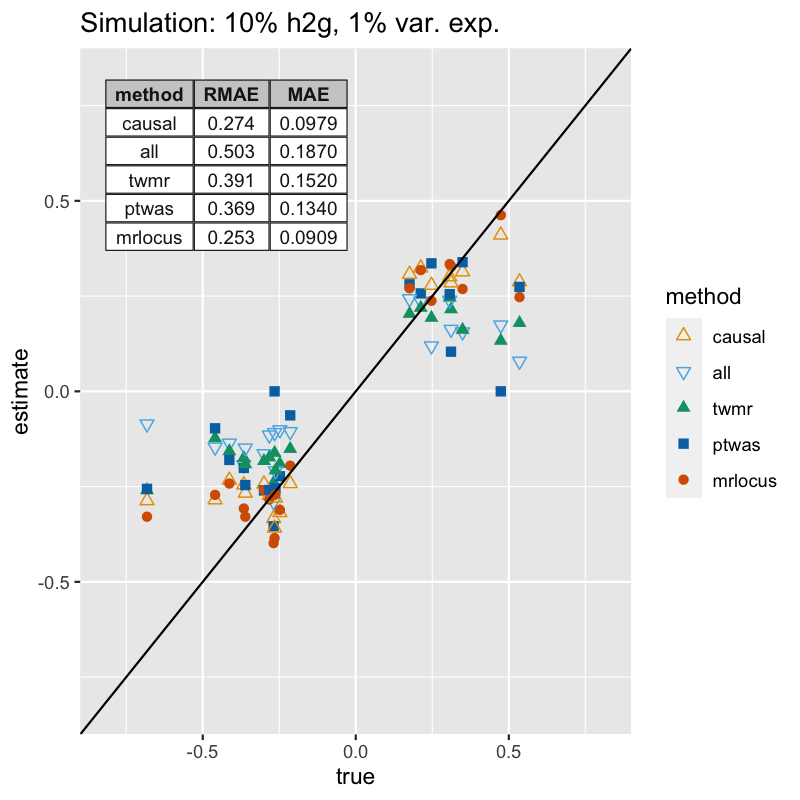 Simulation: 10% h2g, 1% var. exp.
method RMAE MAE
causal 0.274 0.0979
all 0.503 0.1870
twmr 0.391 0.1520
ptwas 0.369 0.1340
mrlocus 0.253 0.0909
0.5
0.0
-0.5
estimate
-0.5 0.0 0.5
true
method
causal
all
twmr
ptwas
mrlocus